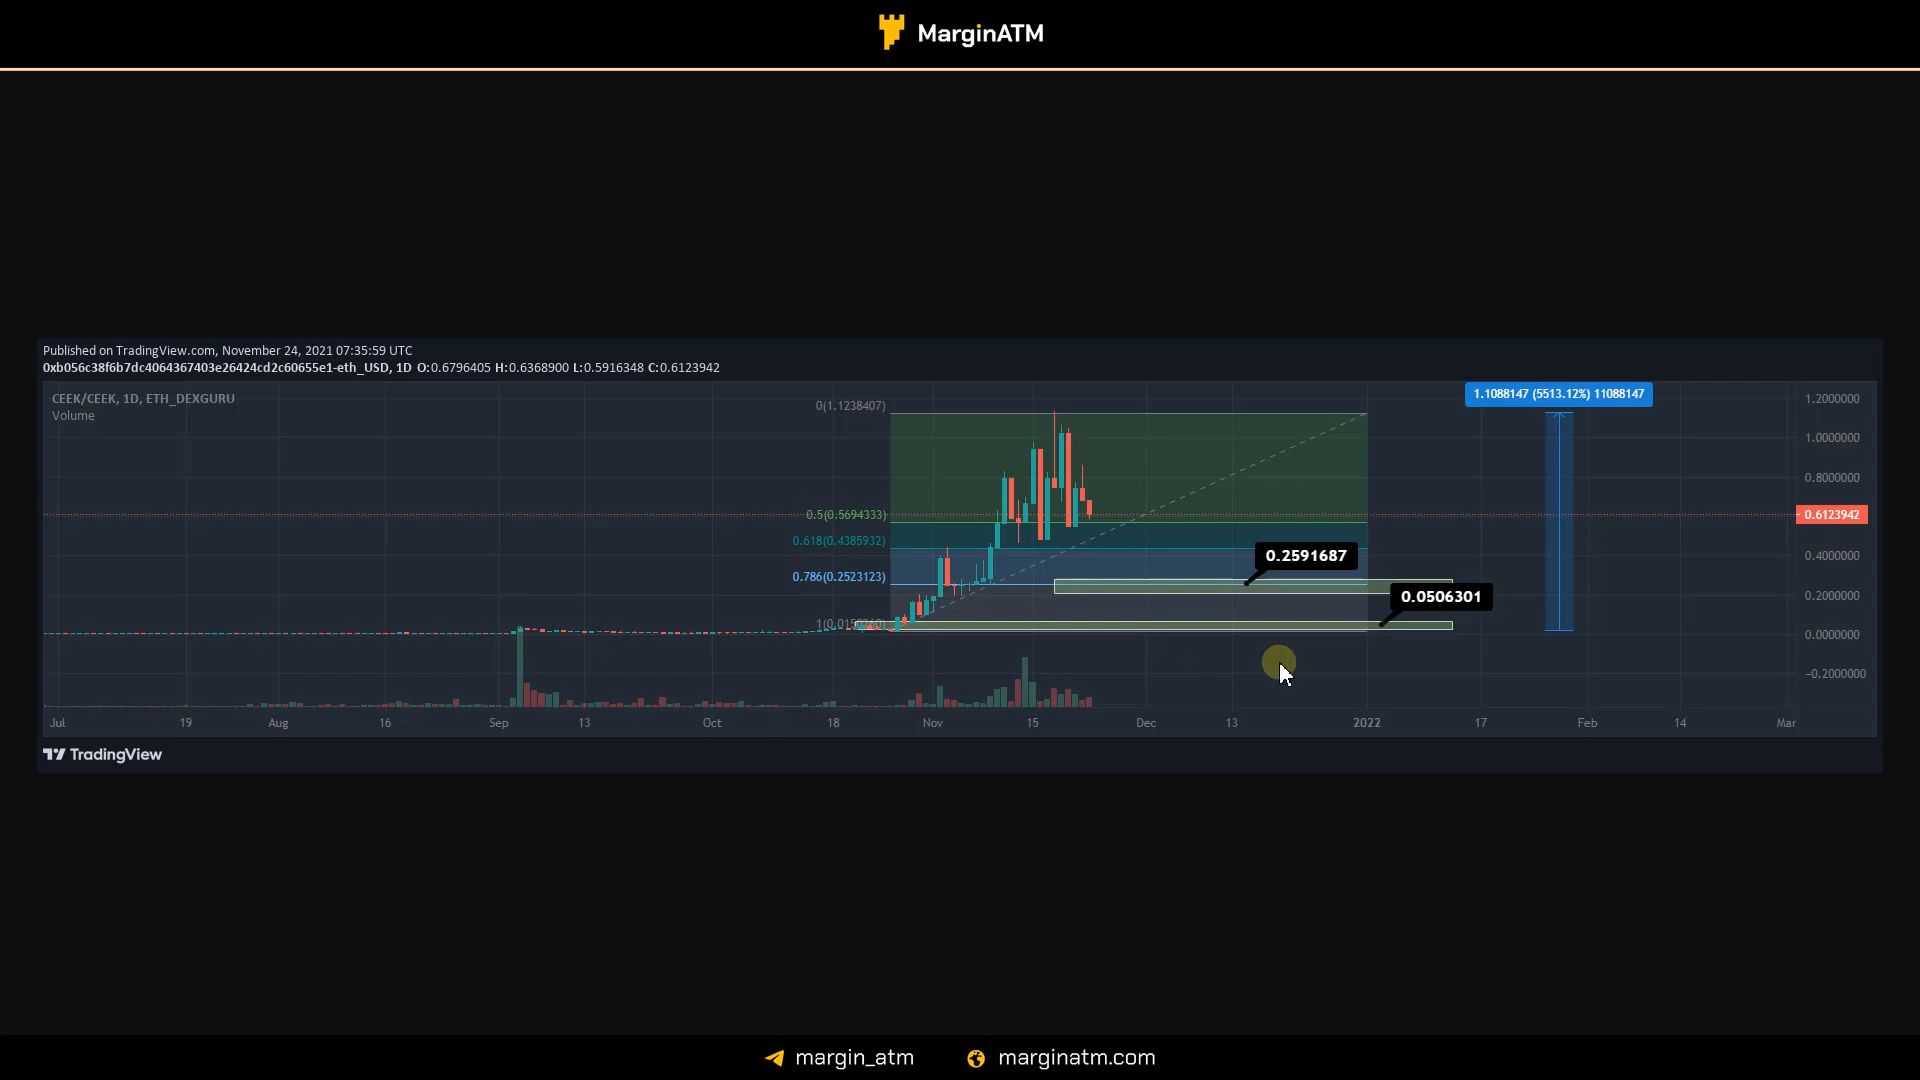 MarginATM
Published on TradingView.com, November 24, 2021 07:35:59 UTC
0xb056c38f6b7dc4064367403e26424cd2c60655e1-eth_USD, 1D O:0.6796405 H:0.6368900 L:0.5916348 C:0.6123942
CEEK/CEEK, 1D, ETH_DEXGURU
Volume
0(1.1238407)
1.1088147 (5513.12%) 11088147
1.2000000
1.0000000
0.8000000
0.5(0.5694333)
0.6123942
0.618(0.4385932)
0.2591687
0.4000000
0.786(0.2523123)
0.0506301
0.2000000
0.0000000
−0.2000000
Jul 19 Aug 16 Sep 13 Oct 18 Nov 15 Dec 13 2022 17 Feb 14 Mar
TradingView
margin_atm marginatm.com